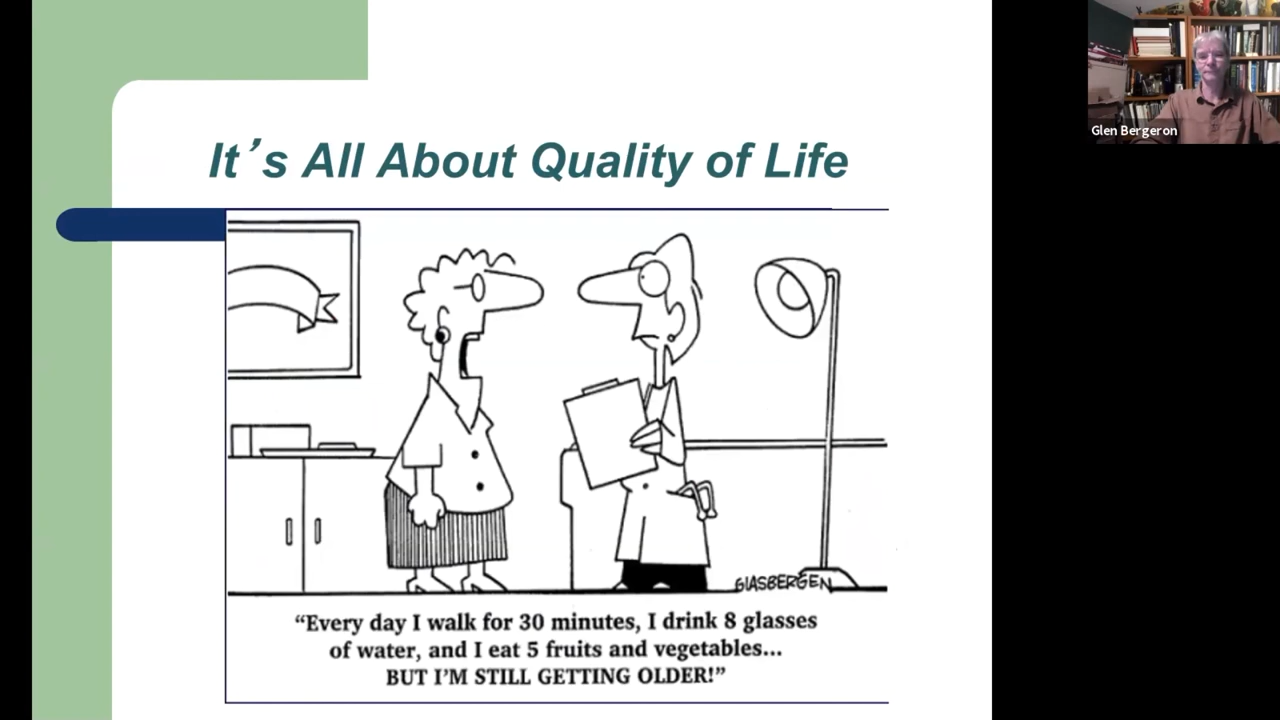 It's All About Quality of Life
Glen Bergeron
GLASBERGEN
“Every day I walk for 30 minutes, I drink 8 glasses
of water, and I eat 5 fruits and vegetables...
BUT I'M STILL GETTING OLDER!”